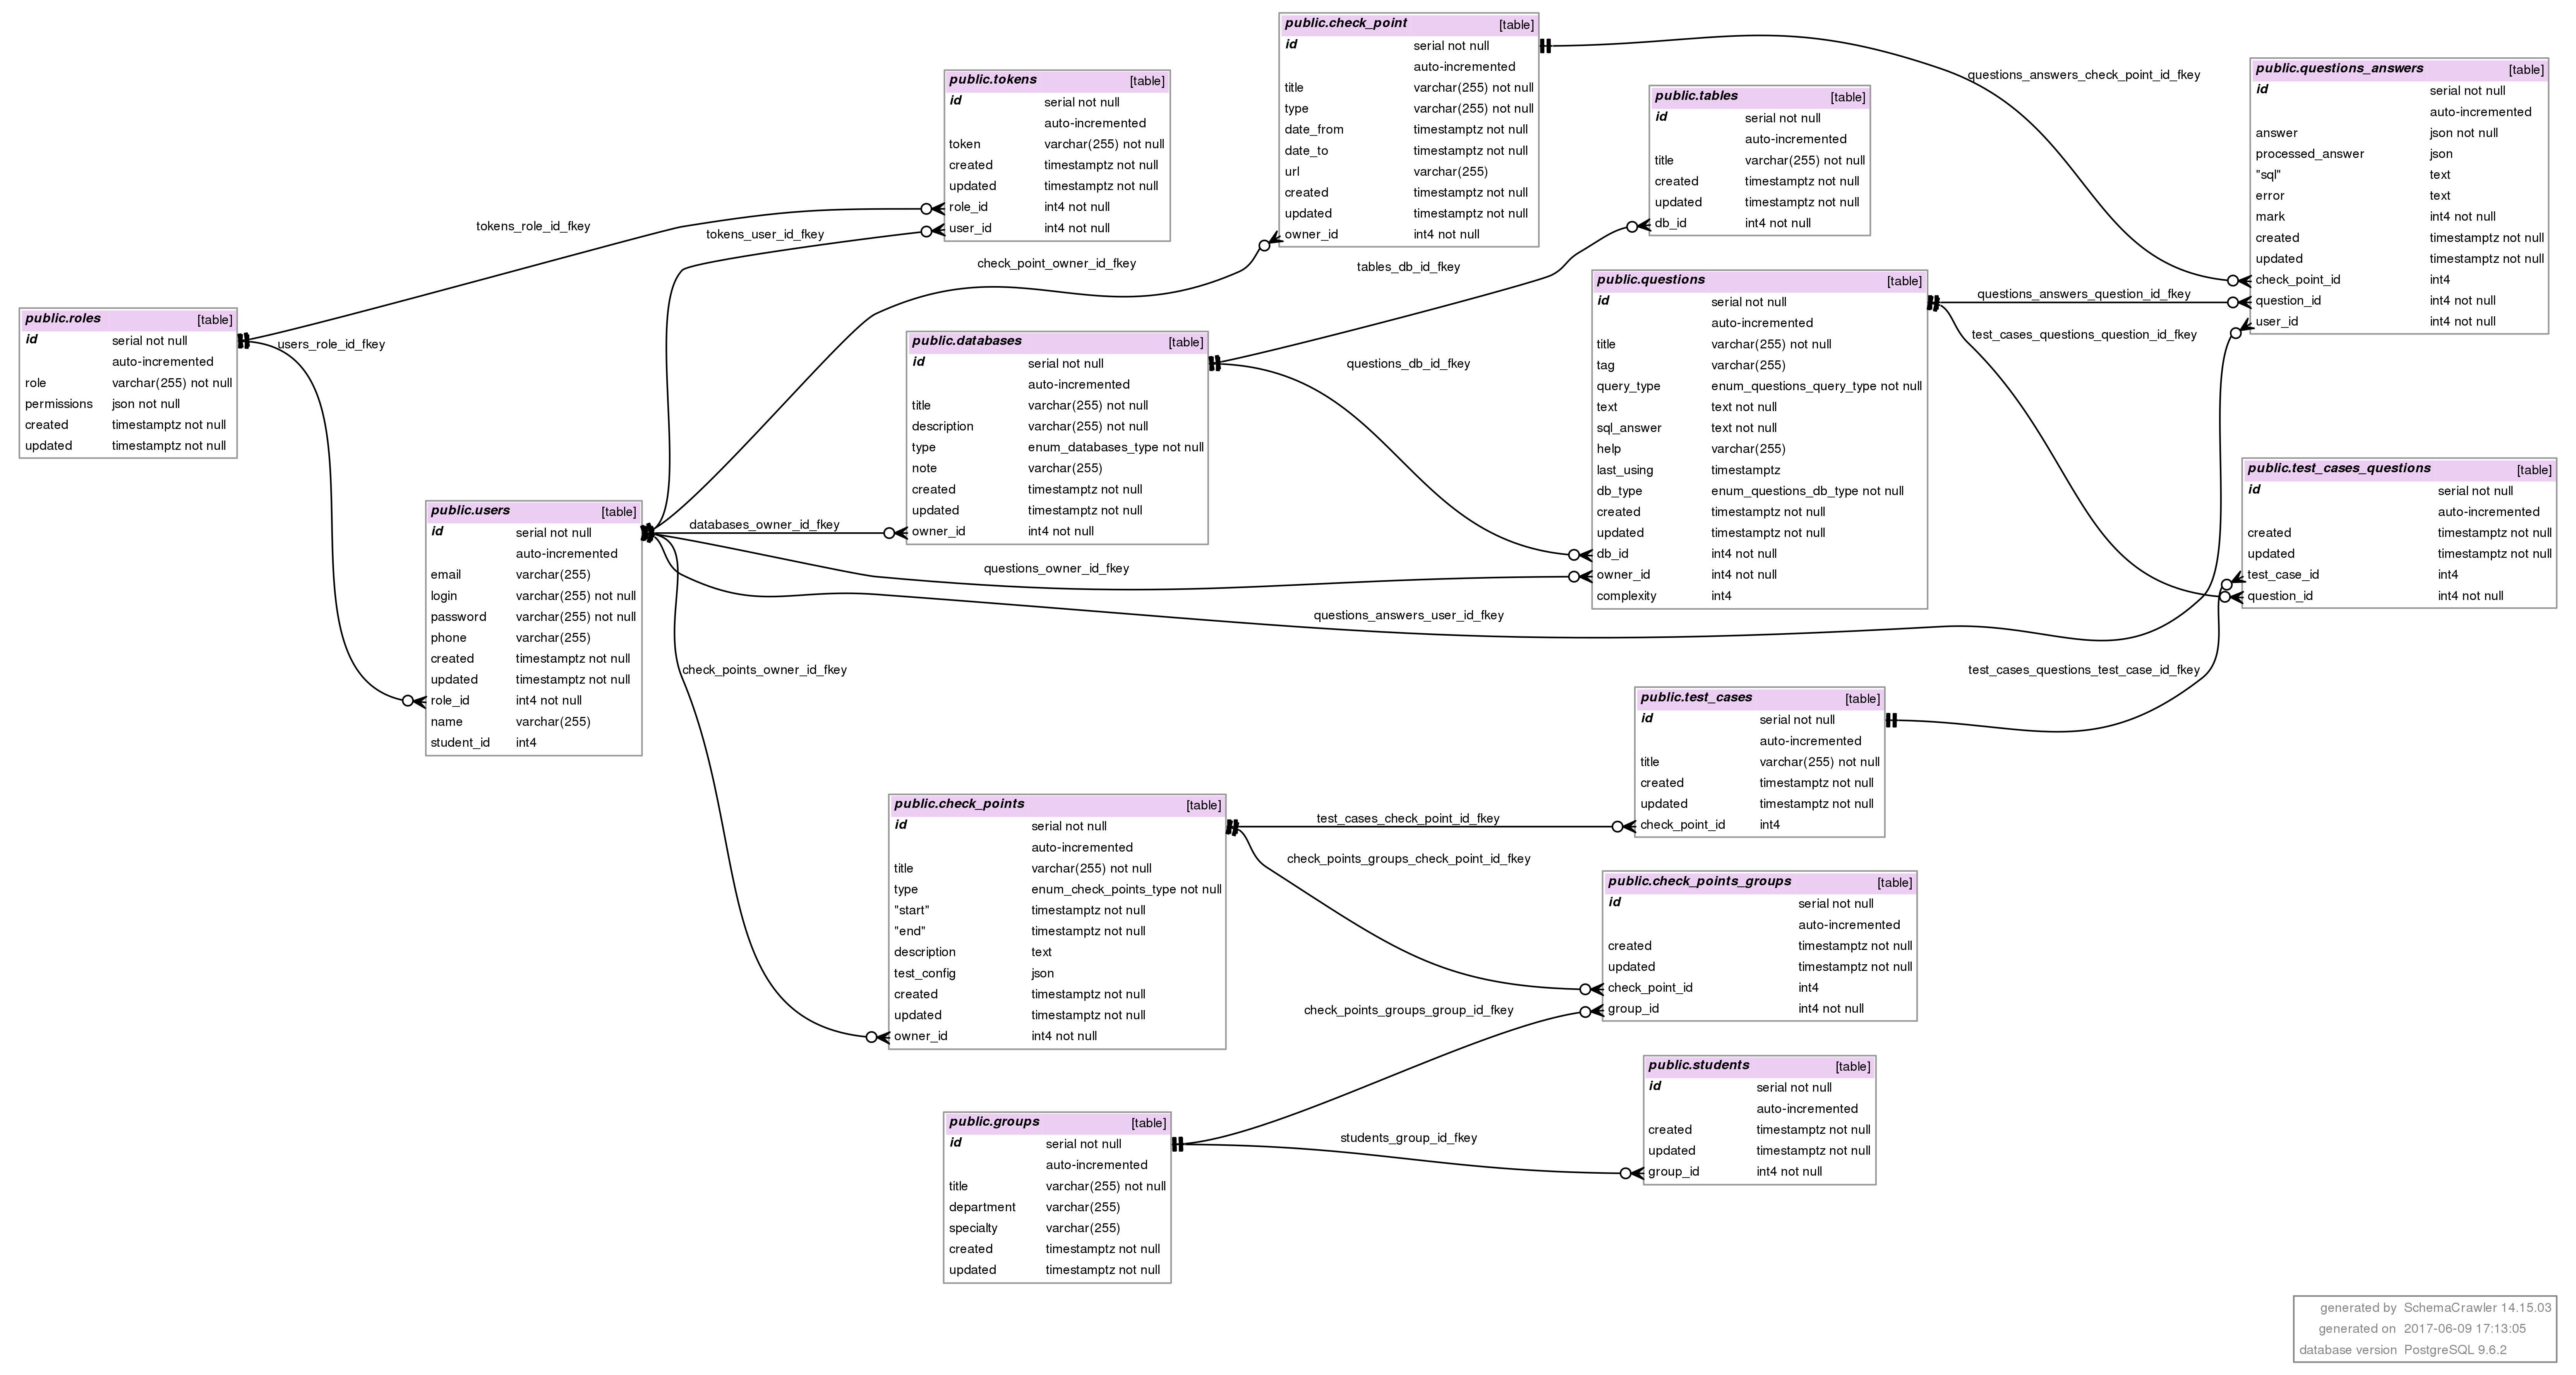 public.roles [table]
id serial not null
auto-incremented
role varchar(255) not null
permissions json not null
created timestamptz not null
updated timestamptz not null
tokens_role_id_fkey
users_role_id_fkey
public.users [table]
id serial not null
auto-incremented
email varchar(255)
login varchar(255) not null
password varchar(255) not null
phone varchar(255)
created timestamptz not null
updated timestamptz not null
role_id int4 not null
name varchar(255)
student_id int4
tokens_user_id_fkey
check_point_owner_id_fkey
databases_owner_id_fkey
questions_owner_id_fkey
questions_answers_user_id_fkey
check_points_owner_id_fkey
public.tokens [table]
id serial not null
auto-incremented
token varchar(255) not null
created timestamptz not null
updated timestamptz not null
role_id int4 not null
user_id int4 not null
public.databases [table]
id serial not null
auto-incremented
title varchar(255) not null
description varchar(255) not null
type enum_databases_type not null
note varchar(255)
created timestamptz not null
updated timestamptz not null
owner_id int4 not null
tables_db_id_fkey
questions_db_id_fkey
public.check_points [table]
id serial not null
auto-incremented
title varchar(255) not null
type enum_check_points_type not null
"start" timestamptz not null
"end" timestamptz not null
description text
test_config json
created timestamptz not null
updated timestamptz not null
owner_id int4 not null
test_cases_check_point_id_fkey
check_points_groups_check_point_id_fkey
public.groups [table]
id serial not null
auto-incremented
title varchar(255) not null
department varchar(255)
specialty varchar(255)
created timestamptz not null
updated timestamptz not null
check_points_groups_group_id_fkey
students_group_id_fkey
public.check_point [table]
id serial not null
auto-incremented
title varchar(255) not null
type varchar(255) not null
date_from timestamptz not null
date_to timestamptz not null
url varchar(255)
created timestamptz not null
updated timestamptz not null
owner_id int4 not null
questions_answers_check_point_id_fkey
public.tables [table]
id serial not null
auto-incremented
title varchar(255) not null
created timestamptz not null
updated timestamptz not null
db_id int4 not null
public.questions [table]
id serial not null
auto-incremented
title varchar(255) not null
tag varchar(255)
query_type enum_questions_query_type not null
text text not null
sql_answer text not null
help varchar(255)
last_using timestamptz
db_type enum_questions_db_type not null
created timestamptz not null
updated timestamptz not null
db_id int4 not null
owner_id int4 not null
complexity int4
questions_answers_question_id_fkey
test_cases_questions_question_id_fkey
public.test_cases [table]
id serial not null
auto-incremented
title varchar(255) not null
created timestamptz not null
updated timestamptz not null
check_point_id int4
test_cases_questions_test_case_id_fkey
public.check_points_groups [table]
id serial not null
auto-incremented
created timestamptz not null
updated timestamptz not null
check_point_id int4
group_id int4 not null
public.students [table]
id serial not null
auto-incremented
created timestamptz not null
updated timestamptz not null
group_id int4 not null
public.questions_answers [table]
id serial not null
auto-incremented
answer json not null
processed_answer json
"sql" text
error text
mark int4 not null
created timestamptz not null
updated timestamptz not null
check_point_id int4
question_id int4 not null
user_id int4 not null
public.test_cases_questions [table]
id serial not null
auto-incremented
created timestamptz not null
updated timestamptz not null
test_case_id int4
question_id int4 not null
generated by SchemaCrawler 14.15.03
generated on 2017-06-09 17:13:05
database version PostgreSQL 9.6.2